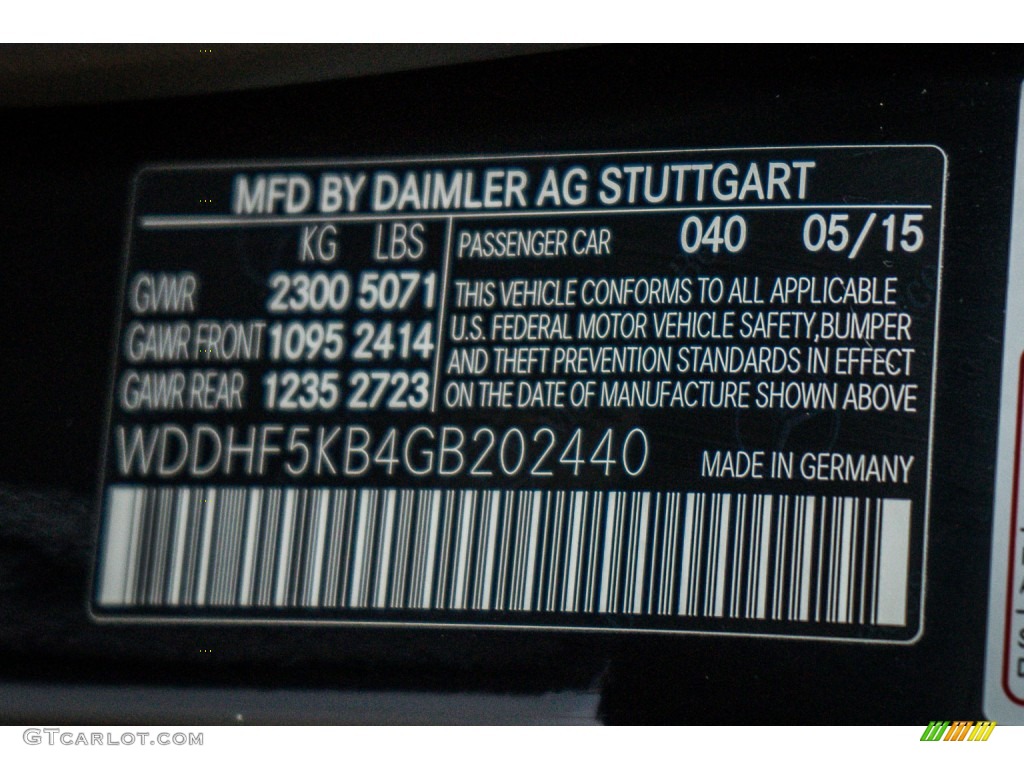 MFD BY DAIMLER AG STUTTGART
KG LBS
GVWR 2300 5071
GAWR FRONT 1095 2414
GAWR REAR 1235 2723
PASSENGER CAR 040 05/15
THIS VEHICLE CONFORMS TO ALL APPLICABLE
U.S. FEDERAL MOTOR VEHICLE SAFETY,BUMPER
AND THEFT PREVENTION STANDARDS IN EFFECT
ON THE DATE OF MANUFACTURE SHOWN ABOVE
WDDHF5KB4GB202440 MADE IN GERMANY
GTCARLOT.COM